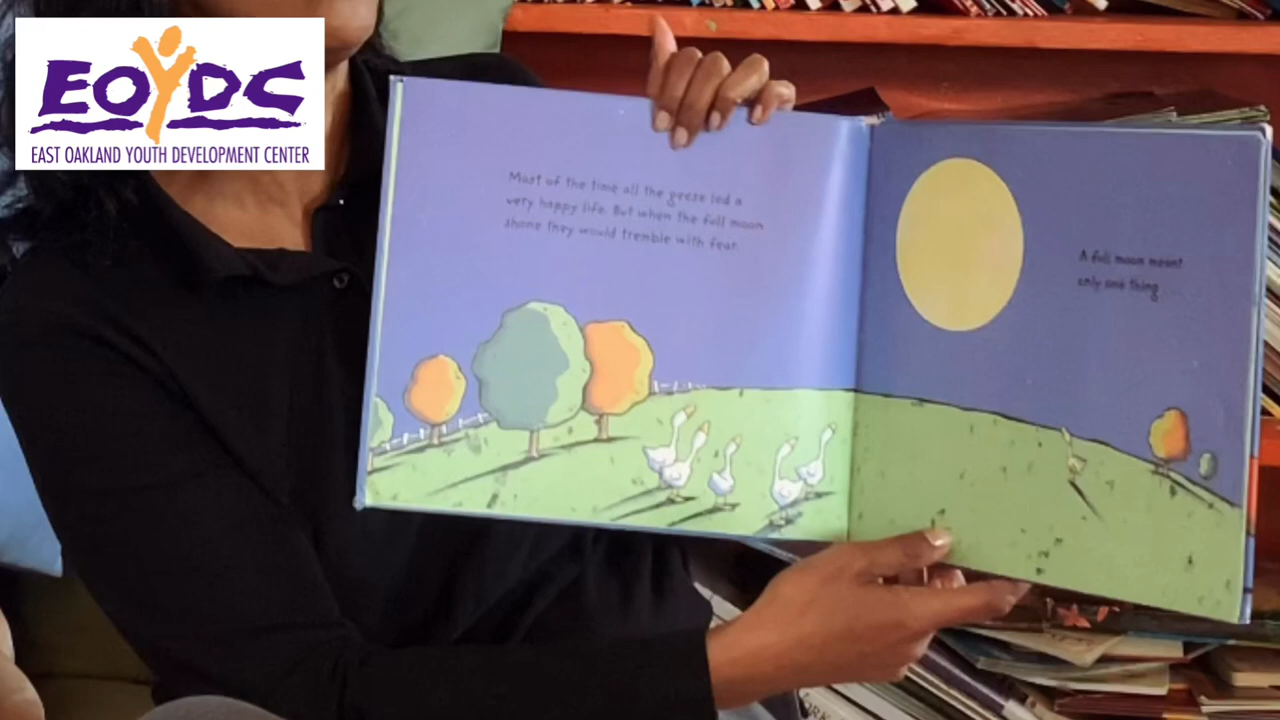 EOYDC
EAST OAKLAND YOUTH DEVELOPMENT CENTER
Most of the time all the geese led a
very happy life. But when the full moon
shone they would tremble with fear.
A full moon meant
only one thing